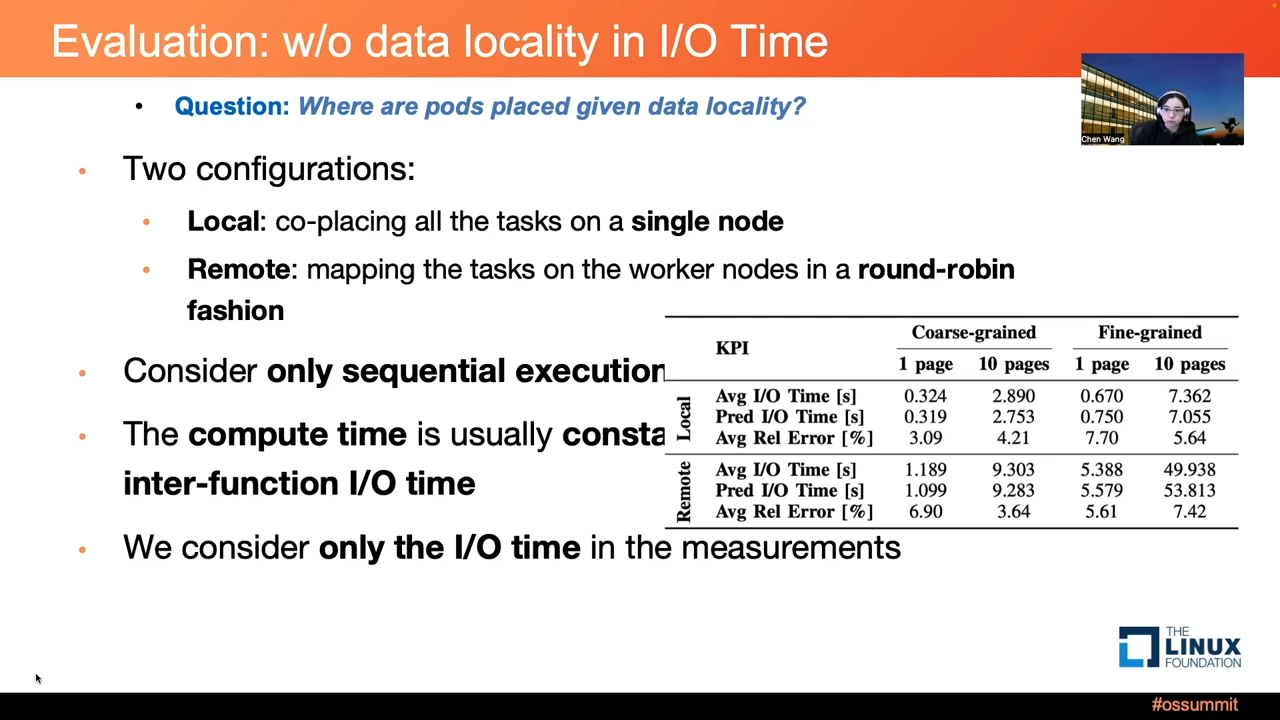 Evaluation: w/o data locality in I/O Time
Chen Wang
• Question: Where are pods placed given data locality?
• Two configurations:
• Local: co-placing all the tasks on a single node
• Remote: mapping the tasks on the worker nodes in a round-robin
fashion
• Consider only sequential execution
• The compute time is usually consta
inter-function I/O time
• We consider only the I/O time in the measurements
KPI Coarse-grained Fine-grained
1 page 10 pages 1 page 10 pages
Local
Avg I/O Time [s] 0.324 2.890 0.670 7.362
Pred I/O Time [s] 0.319 2.753 0.750 7.055
Avg Rel Error [%] 3.09 4.21 7.70 5.64
Remote
Avg I/O Time [s] 1.189 9.303 5.388 49.938
Pred I/O Time [s] 1.099 9.283 5.579 53.813
Avg Rel Error [%] 6.90 3.64 5.61 7.42
THE
LINUX
FOUNDATION
#ossummit